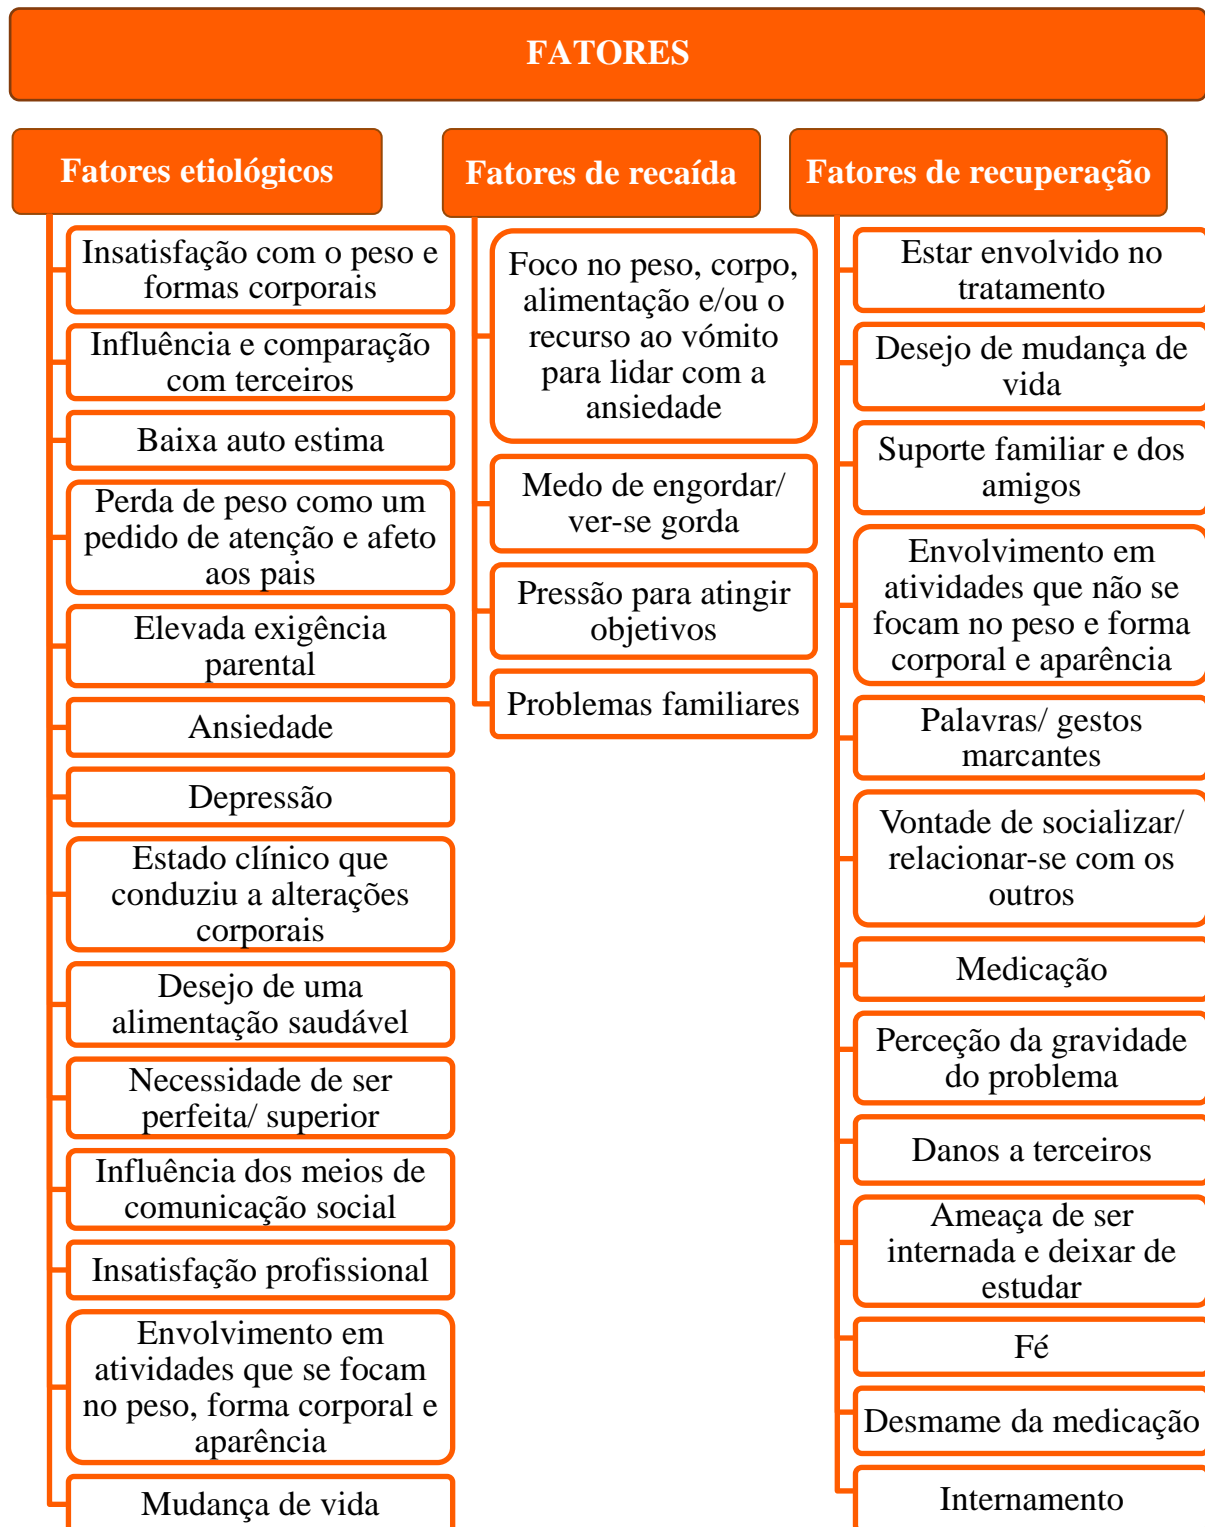 FATORES
Fatores etiológicos
Insatisfação com o peso e
formas corporais
Influência e comparação
com terceiros
Baixa auto estima
Perda de peso como um
pedido de atenção e afeto
aos pais
Elevada exigência
parental
Ansiedade
Depressão
Estado clínico que
conduziu a alterações
corporais
Desejo de uma
alimentação saudável
Necessidade de ser
perfeita/ superior
Influência dos meios de
comunicação social
Insatisfação profissional
Envolvimento em
atividades que se focam
no peso, forma corporal e
aparência
Mudança de vida
Fatores de recaída
Foco no peso, corpo,
alimentação e/ou o
recurso ao vómito
para lidar com a
ansiedade
Medo de engordar/
ver-se gorda
Pressão para atingir
objetivos
Problemas familiares
Fatores de recuperação
Estar envolvido no
tratamento
Desejo de mudança de
vida
Suporte familiar e dos
amigos
Envolvimento em
atividades que não se
focam no peso e forma
corporal e aparência
Palavras/ gestos
marcantes
Vontade de socializar/
relacionar-se com os
outros
Medicação
Perceção da gravidade
do problema
Danos a terceiros
Ameaça de ser
internada e deixar de
estudar
Fé
Desmame da medicação
Internamento